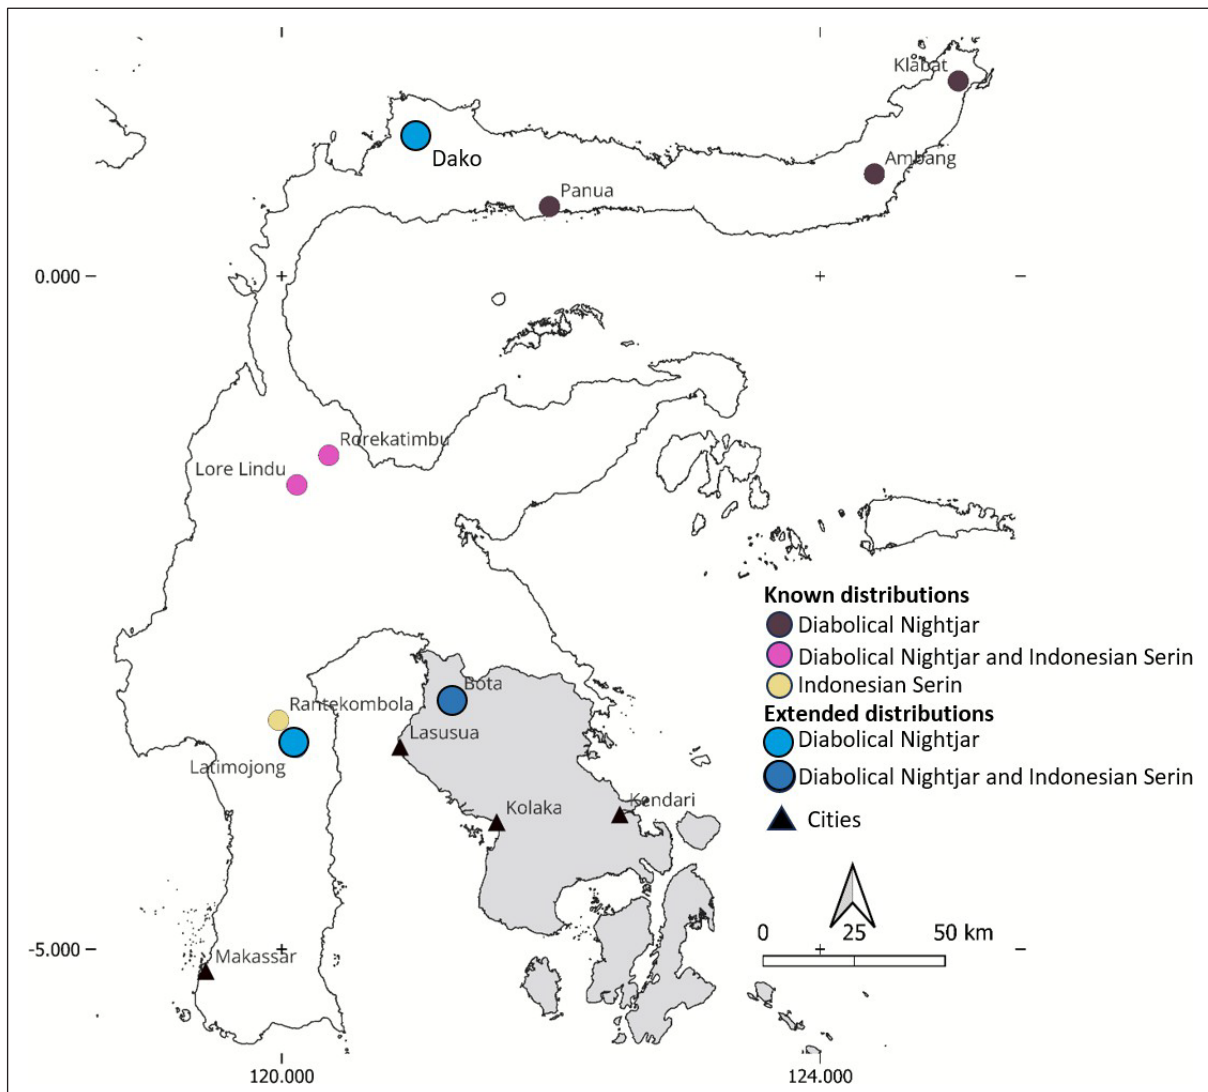 Klabat
Dako
Ambang
Panua
0.000
Rorekatimbu
Lore Lindu
Known distributions
Diabolical Nightjar
Diabolical Nightjar and Indonesian Serin
Indonesian Serin
Extended distributions
Diabolical Nightjar
Diabolical Nightjar and Indonesian Serin
Cities
Bota
Rantekombola
Lasusua
Latimojong
Kolaka
Kendari
0 25 50 km
-5.000
Makassar
120.000
124.000